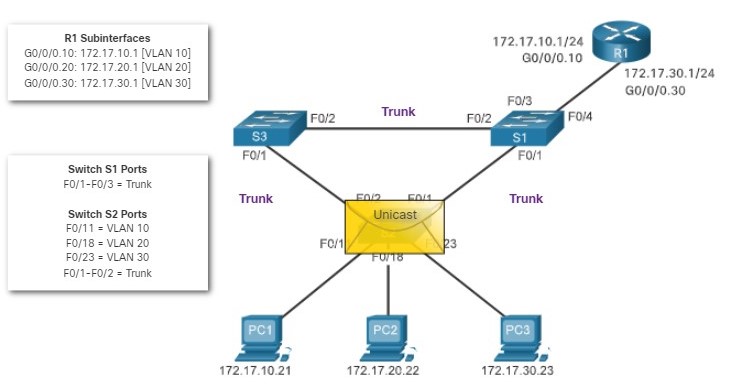 R1 Subinterfaces
G0/0/0.10: 172.17.10.1 [VLAN 10]
G0/0/0.20: 172.17.20.1 [VLAN 20]
G0/0/0.30: 172.17.30.1 [VLAN 30]
172.17.10.1/24
G0/0/0.10
R1
172.17.30.1/24
G0/0/0.30
Trunk
F0/3
F0/2
F0/2
F0/4
S3
S1
F0/1
F0/1
Switch S1 Ports
F0/1-F0/3 = Trunk
Switch S2 Ports
F0/11 = VLAN 10
F0/18 = VLAN 20
F0/23 = VLAN 30
F0/1-F0/2 = Trunk
Trunk
Trunk
F0/2
F0/1
Unicast
F0/1
23
F0/18
PC1
PC2
PC3
172.17.10.21
172.17.20.22
172.17.30.23